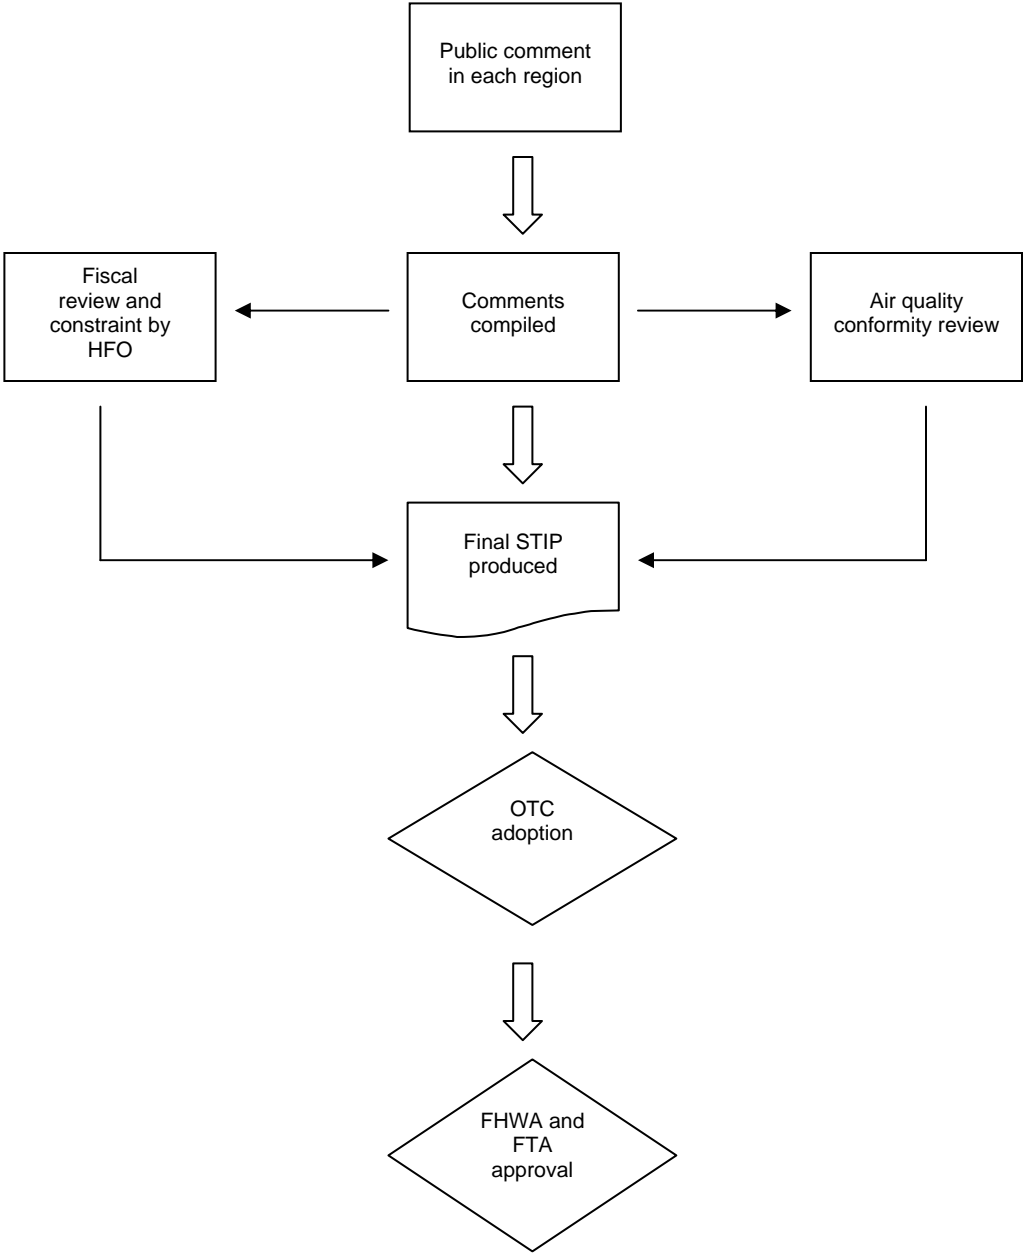 Public comment
in each region
Fiscal
review and
constraint by
HFO
Comments
compiled
Air quality
conformity review
Final STIP
produced
OTC
adoption
FHWA and
FTA
approval